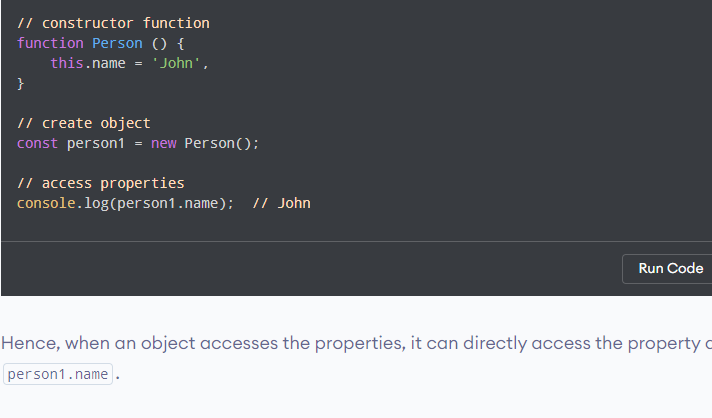 // constructor function
function Person () {
    this.name = 'John',
}
// create object
const person1 = new Person();
// access properties
console.log(person1.name);  // John
Run Code
Hence, when an object accesses the properties, it can directly access the property
person1.name.